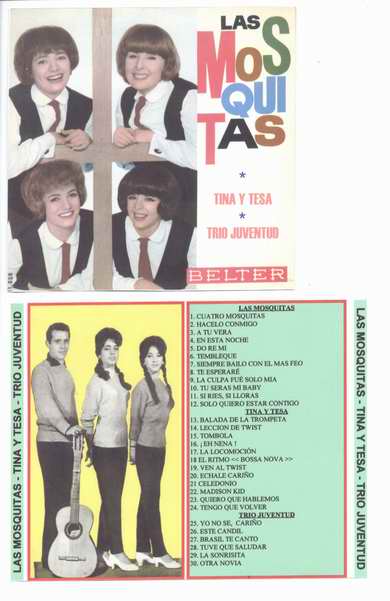 LAS
MOS
QUI
TAS
*
TINA Y TESA
*
TRIO JUVENTUD
BELTER
LAS MOSQUITAS - TINA Y TESA - TRIO JUVENTUD
LAS MOSQUITAS
1. CUATRO MOSQUITAS
2. HACELO CONMIGO
3. A TU VERA
4. EN ESTA NOCHE
5. DO RE MI
6. TEMBLEQUE
7. SIEMPRE BAILO CON EL MAS FEO
8. TE ESPERARÉ
9. LA CULPA FUÉ SOLO MIA
10. TU SERAS MI BABY
11. SI RIES, SI LLORAS
12. SOLO QUIERO ESTAR CONTIGO
TINA Y TESA
13. BALADA DE LA TROMPETA
14. LECCION DE TWIST
15. TOMBOLA
16. ¡ EH NENA !
17. LA LOCOMOCIÓN
18. EL RITMO << BOSSA NOVA >>
19. VEN AL TWIST
20. ECHALE CARIÑO
21 CELEDONIO
22. MADISON KID
23. QUIERO QUE HABLEMOS
24. TENGO QUE VOLVER
TRIO JUVENTUD
25. YO NO SE, CARIÑO
26. ESTE CANDIL
27. BRASIL TE CANTO
28. TUVE QUE SALUDAR
29. LA SONRISITA
30. OTRA NOVIA
LAS MOSQUITAS - TINA Y TESA - TRIO JUVENTUD